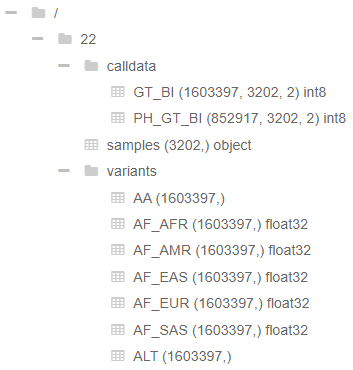 /
22
calldata
GT_BI (1603397, 3202, 2) int8
PH_GT_BI (852917, 3202, 2) int8
samples (3202,) object
variants
AA (1603397,)
AF_AFR (1603397,) float32
AF_AMR (1603397,) float32
AF_EAS (1603397,) float32
AF_EUR (1603397,) float32
AF_SAS (1603397,) float32
ALT (1603397,)